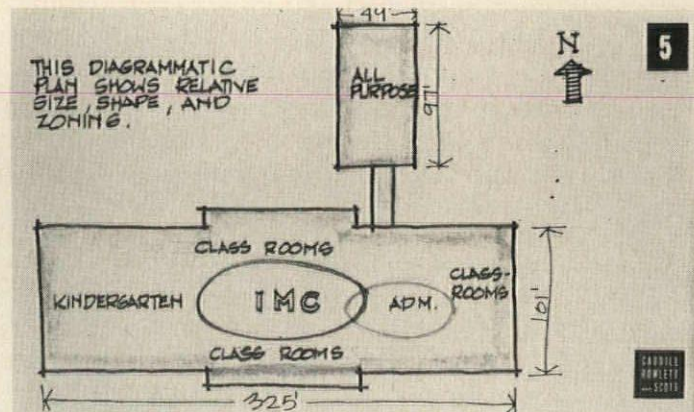 THIS DIAGRAMMATIC
PLAN SHOWS RELATIVE
SIZE, SHAPE, AND
ZONING.
44'
N
5
ALL
PURPOSE
97'
CLASS ROOMS
KINDERGARTEN
IMC
ADM.
CLASS-
ROOMS
101'
CLASS ROOMS
325'
CAUDILL
ROWLETT
AND SCOTT